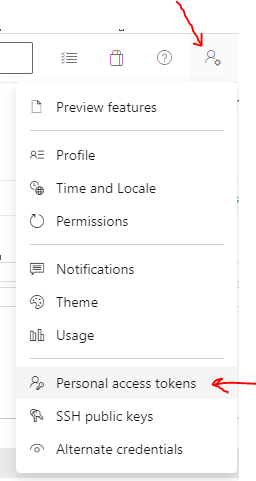 Preview features
Profile
Time and Locale
Permissions
Notifications
Theme
Usage
Personal access tokens
SSH public keys
Alternate credentials